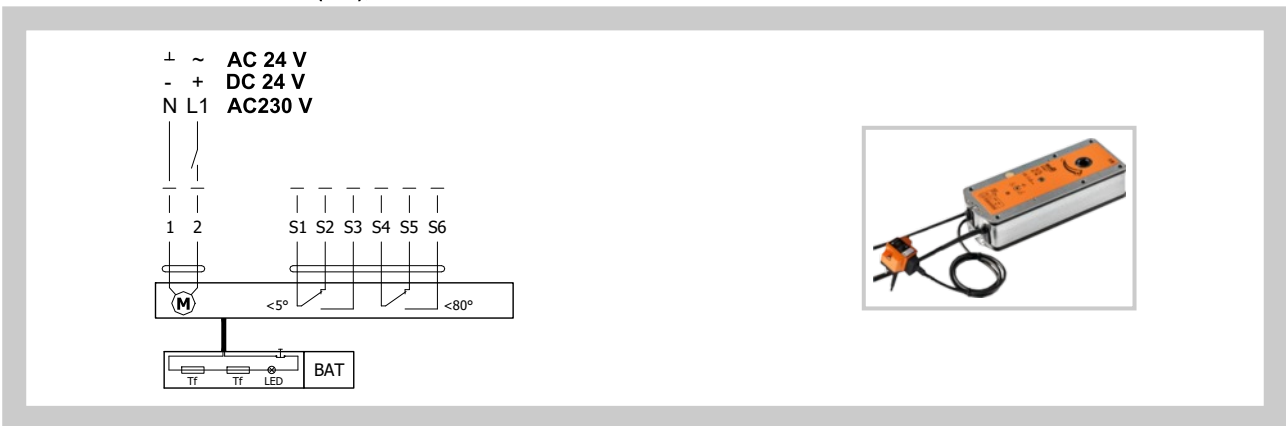 ⊥ ~ AC 24 V
- + DC 24 V
N L1 AC230 V
1 2 S1 S2 S3 S4 S5 S6
M <5° <80°
BAT
Tf Tf LED